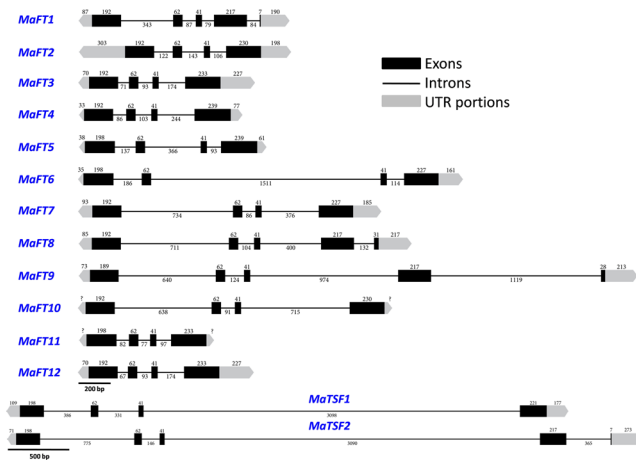 87 192 62 41 217 7 190
MaFT1
343 87 79 84
303 192 62 41 230 198
MaFT2
122 143 106
Exons
Introns
UTR portions
70 192 62 41 233 227
MaFT3
71 93 174
33 192 62 41 239 77
MaFT4
86 103 244
38 198 62 41 239 61
MaFT5
137 366 93
35 198 62 41 227 161
MaFT6
186 1511 114
93 192 62 41 227 185
MaFT7
734 86 376
85 192 62 41 217 31 217
MaFT8
711 104 400 132
73 189 62 41 217 28 213
MaFT9
640 124 974 1119
? 192 62 41 230 ?
MaFT10
638 91 715
? 198 62 41 233 ?
MaFT11
82 77 97
70 192 62 41 233 227
MaFT12
67 93 174
200 bp
MaTSF1
109 198 62 41 221 177
386 331 3098
MaTSF2
71 198 62 41 217 7 273
775 146 3090 365
500 bp